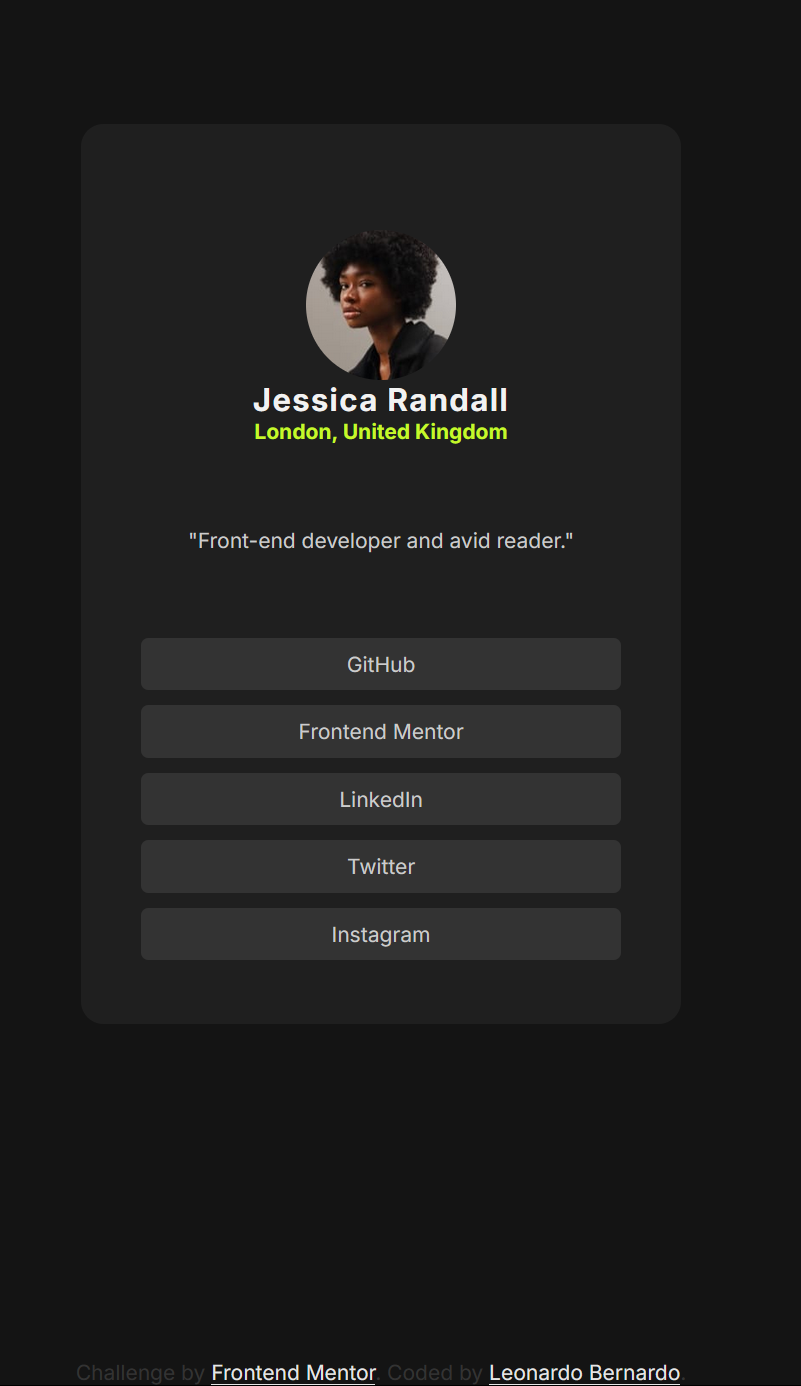 Jessica Randall
London, United Kingdom
"Front-end developer and avid reader."
GitHub
Frontend Mentor
LinkedIn
Twitter
Instagram
Challenge by Frontend Mentor. Coded by Leonardo Bernardo.